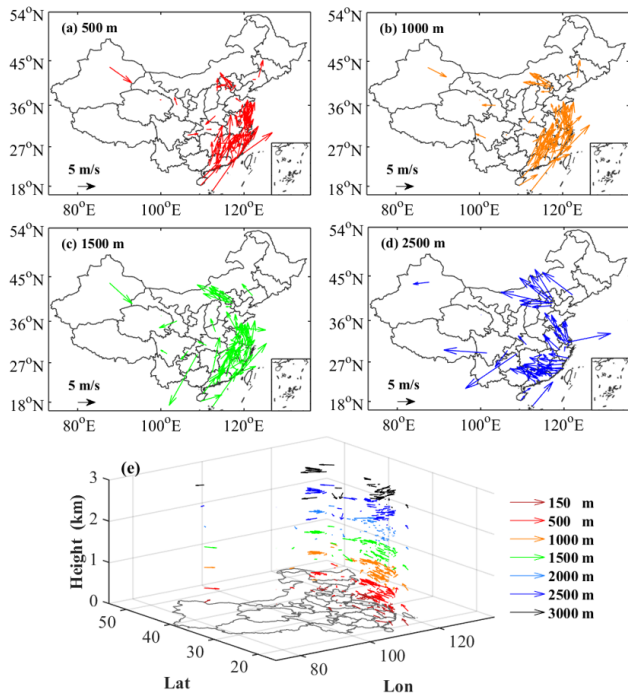 (a) 500 m
54°N
45°N
36°N
27°N
18°N
5 m/s
80°E
100°E
120°E
(b) 1000 m
54°N
45°N
36°N
27°N
18°N
5 m/s
80°E
100°E
120°E
(c) 1500 m
54°N
45°N
36°N
27°N
18°N
5 m/s
80°E
100°E
120°E
(d) 2500 m
54°N
45°N
36°N
27°N
18°N
5 m/s
80°E
100°E
120°E
(e)
Height (km)
3
2
1
0
50
40
30
20
Lat
80
100
120
Lon
150 m
500 m
1000 m
1500 m
2000 m
2500 m
3000 m